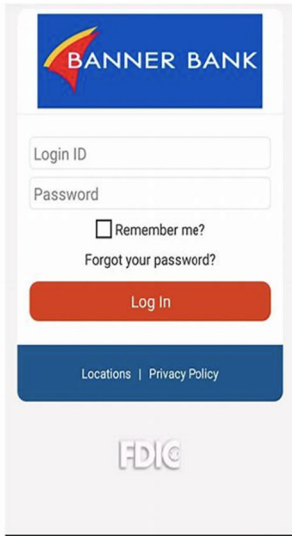 BANNER BANK
Login ID
Password
Remember me?
Forgot your password?
Log In
Locations | Privacy Policy
FDIC